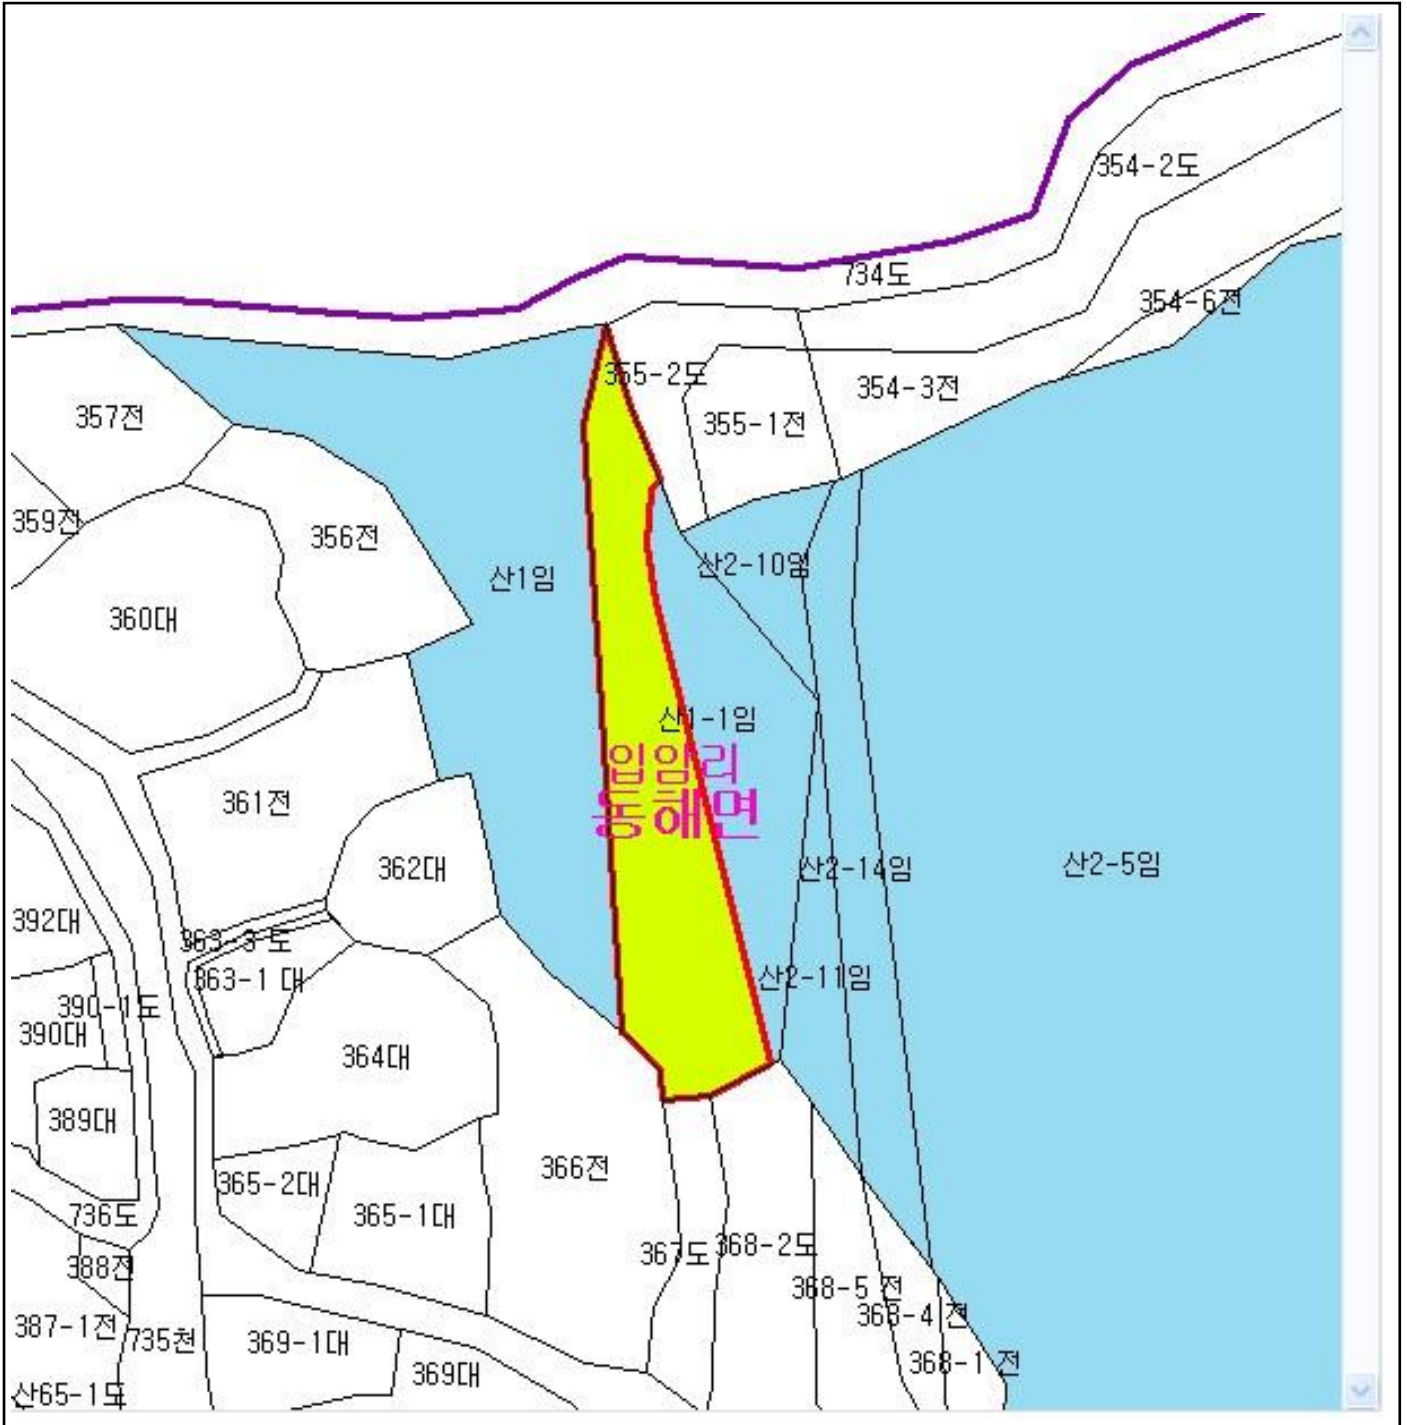 354-2도
734도
354-6전
355-2도
354-3전
357전
355-1전
359전
356전
산2-10임
산1임
360대
산1-1임
입암리
361전
동해면
362대
산2-14임
산2-5임
392대
363-3 도
363-1 대
산2-11임
390-1도
390대
364대
389대
366전
365-2대
365-1대
736도
367도
368-2도
388전
368-5 전
368-4 전
387-1전
735천
369-1대
368-1 전
369대
산65-1도